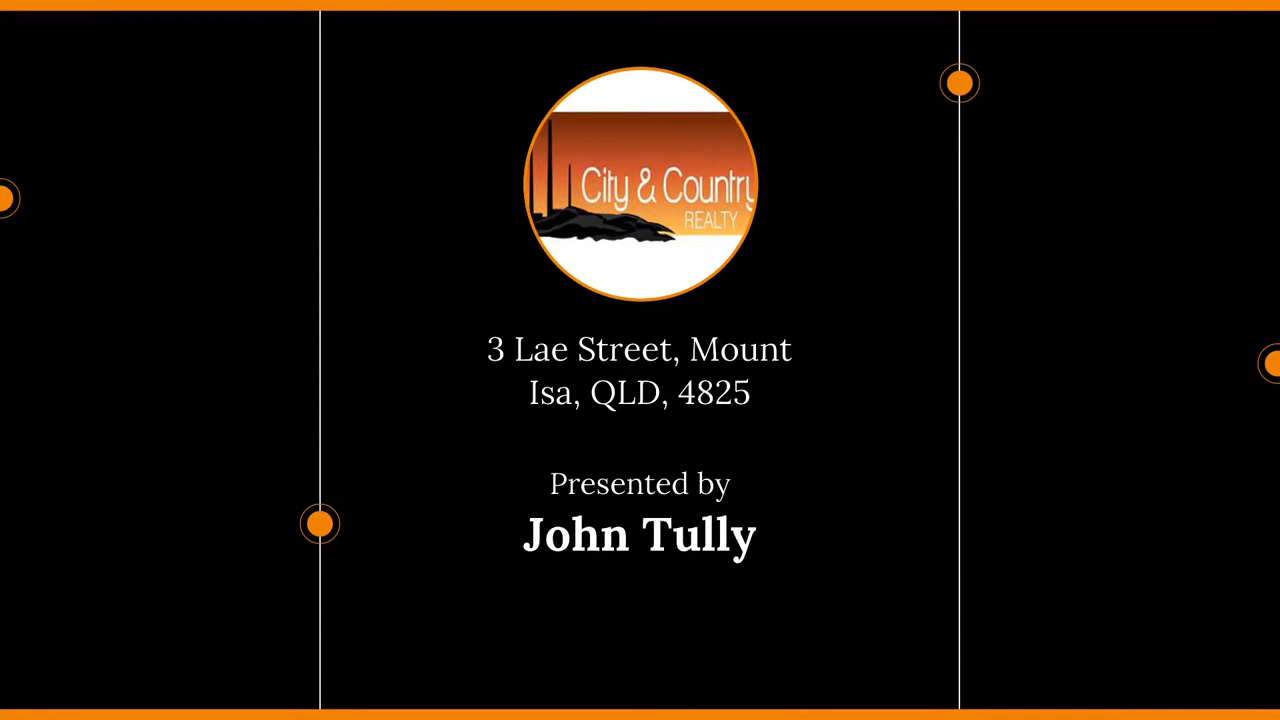 City & Country
REALTY
3 Lae Street, Mount
Isa, QLD, 4825
Presented by
John Tully